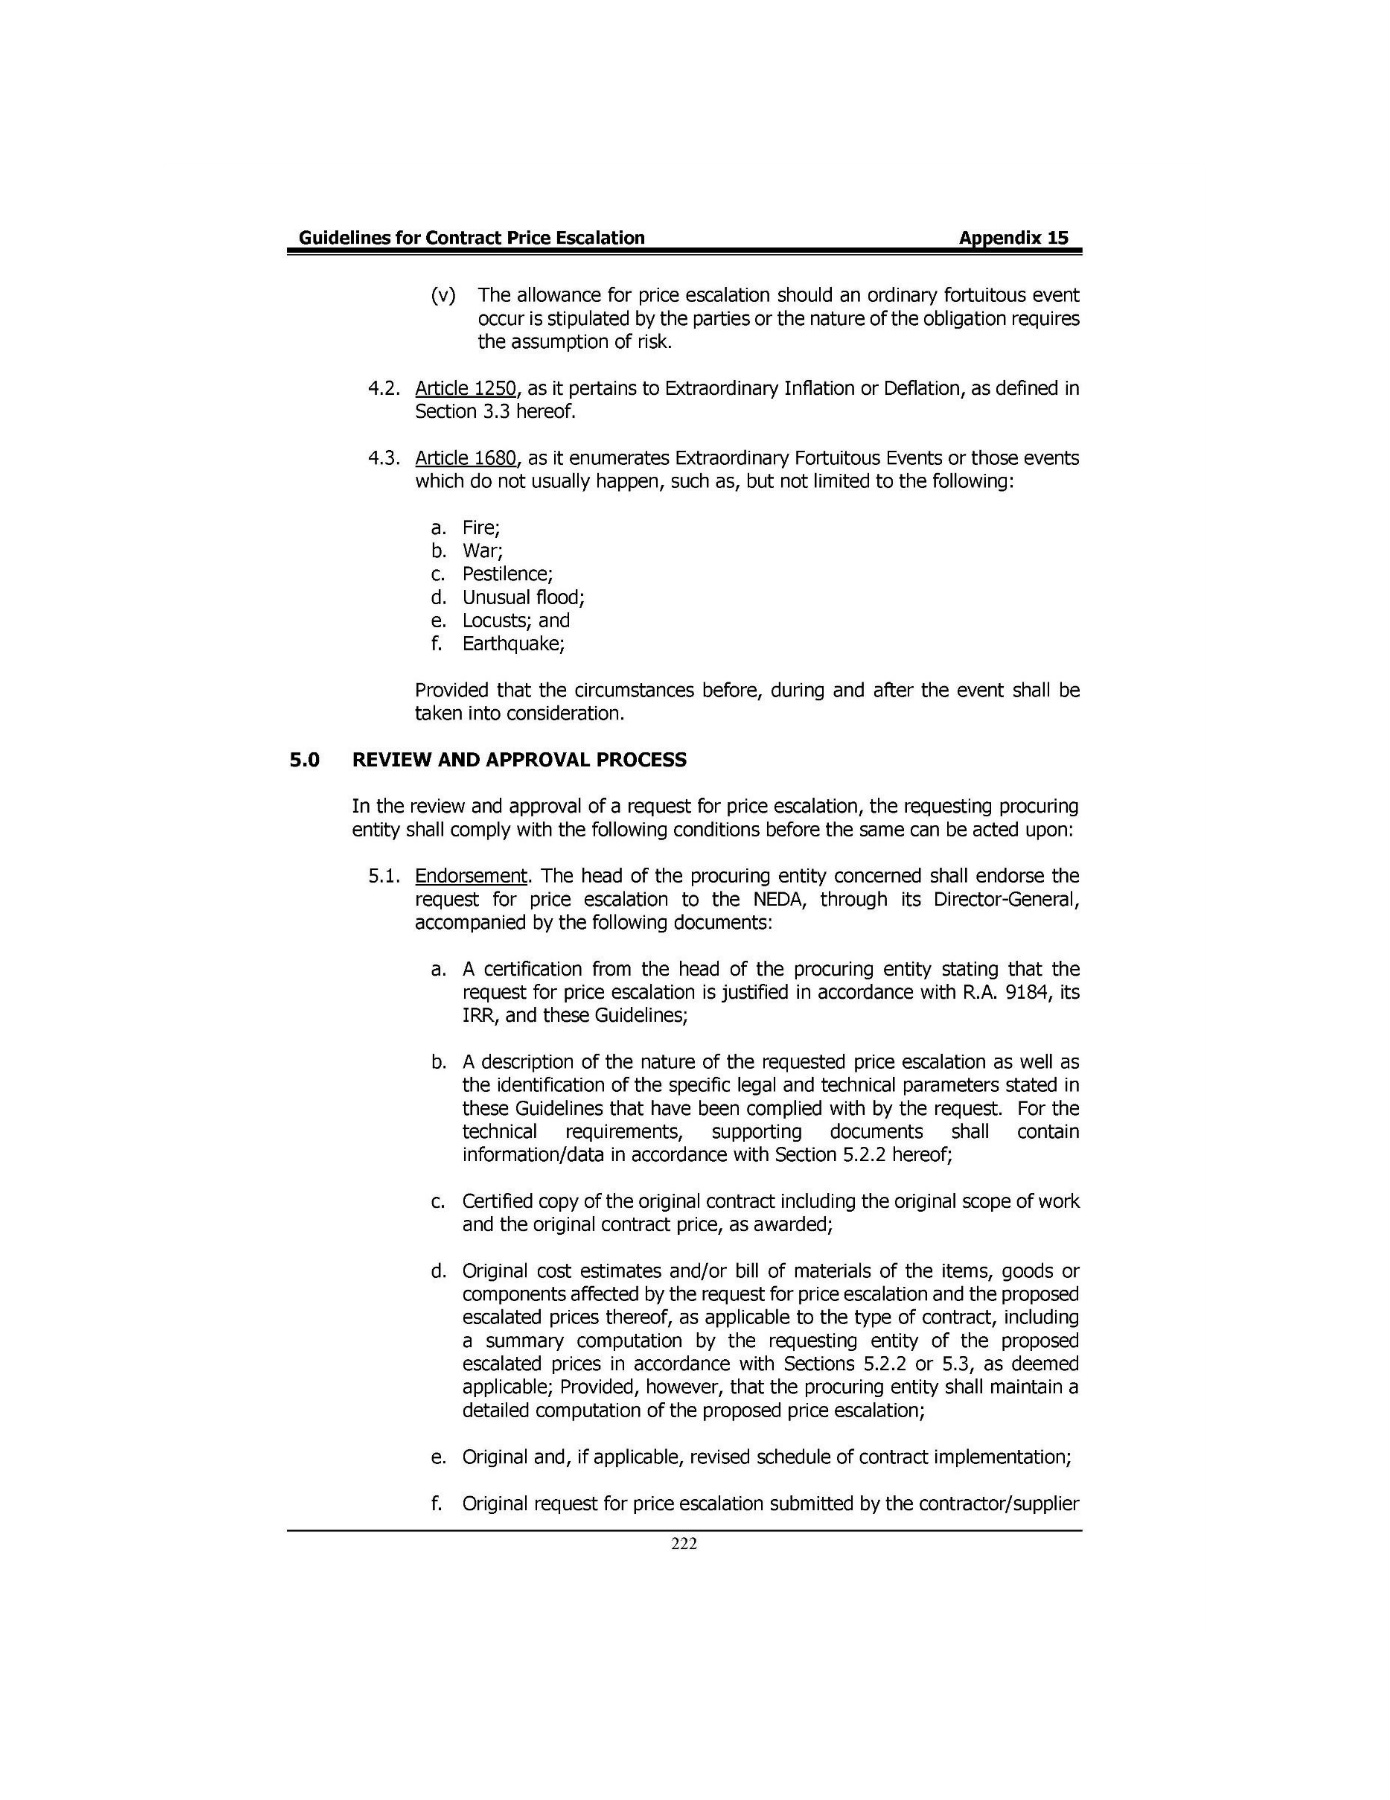 Guidelines for Contract Price Escalation Appendix 15
(v) The allowance for price escalation should an ordinary fortuitous event
occur is stipulated by the parties or the nature of the obligation requires
the assumption of risk.
4.2. Article 1250, as it pertains to Extraordinary Inflation or Deflation, as defined in
Section 3.3 hereof.
4.3. Article 1680, as it enumerates Extraordinary Fortuitous Events or those events
which do not usually happen, such as, but not limited to the following:
a. Fire;
b. War;
c. Pestilence;
d. Unusual flood;
e. Locusts; and
f. Earthquake;
Provided that the circumstances before, during and after the event shall be
taken into consideration.
5.0 REVIEW AND APPROVAL PROCESS
In the review and approval of a request for price escalation, the requesting procuring
entity shall comply with the following conditions before the same can be acted upon:
5.1. Endorsement. The head of the procuring entity concerned shall endorse the
request for price escalation to the NEDA, through its Director-General,
accompanied by the following documents:
a. A certification from the head of the procuring entity stating that the
request for price escalation is justified in accordance with R.A. 9184, its
IRR, and these Guidelines;
b. A description of the nature of the requested price escalation as well as
the identification of the specific legal and technical parameters stated in
these Guidelines that have been complied with by the request. For the
technical requirements, supporting documents shall contain
information/data in accordance with Section 5.2.2 hereof;
c. Certified copy of the original contract including the original scope of work
and the original contract price, as awarded;
d. Original cost estimates and/or bill of materials of the items, goods or
components affected by the request for price escalation and the proposed
escalated prices thereof, as applicable to the type of contract, including
a summary computation by the requesting entity of the proposed
escalated prices in accordance with Sections 5.2.2 or 5.3, as deemed
applicable; Provided, however, that the procuring entity shall maintain a
detailed computation of the proposed price escalation;
e. Original and, if applicable, revised schedule of contract implementation;
f. Original request for price escalation submitted by the contractor/supplier
222